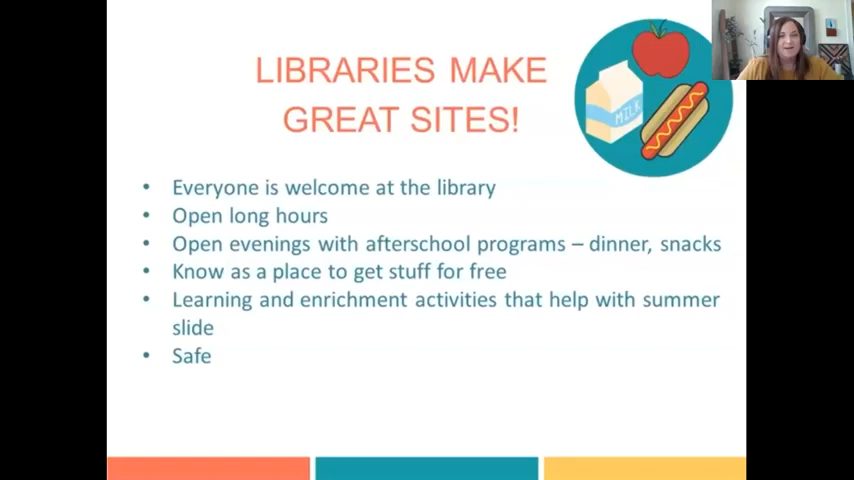 LIBRARIES MAKE
GREAT SITES!
MILK
• Everyone is welcome at the library
• Open long hours
• Open evenings with afterschool programs – dinner, snacks
• Know as a place to get stuff for free
• Learning and enrichment activities that help with summer
slide
• Safe